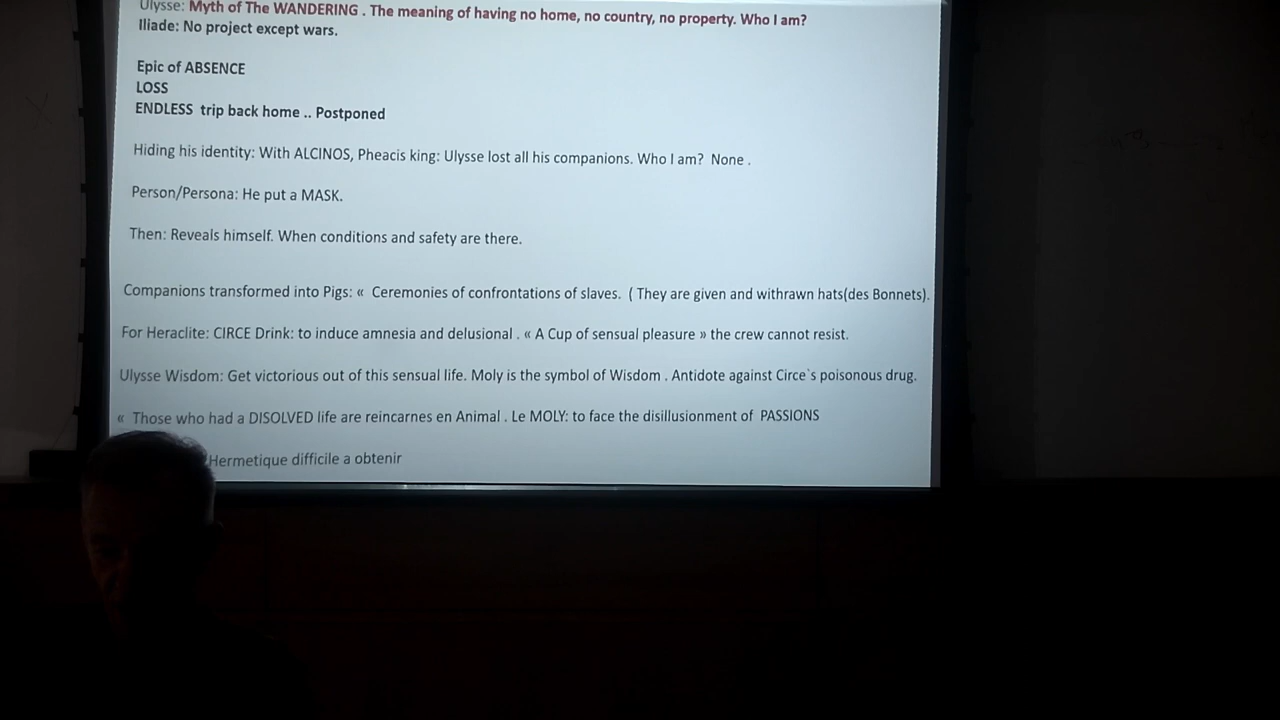 Ulysse: Myth of The WANDERING . The meaning of having no home, no country, no property. Who I am?
Iliade: No project except wars.
Epic of ABSENCE
LOSS
ENDLESS trip back home .. Postponed
Hiding his identity: With ALCINOS, Pheacis king: Ulysse lost all his companions. Who I am? None .
Person/Persona: He put a MASK.
Then: Reveals himself. When conditions and safety are there.
Companions transformed into Pigs: « Ceremonies of confrontations of slaves. ( They are given and withrawn hats(des Bonnets).
For Heraclite: CIRCE Drink: to induce amnesia and delusional . « A Cup of sensual pleasure » the crew cannot resist.
Ulysse Wisdom: Get victorious out of this sensual life. Moly is the symbol of Wisdom . Antidote against Circe`s poisonous drug.
« Those who had a DISOLVED life are reincarnes en Animal . Le MOLY: to face the disillusionment of PASSIONS
Hermetique difficile a obtenir